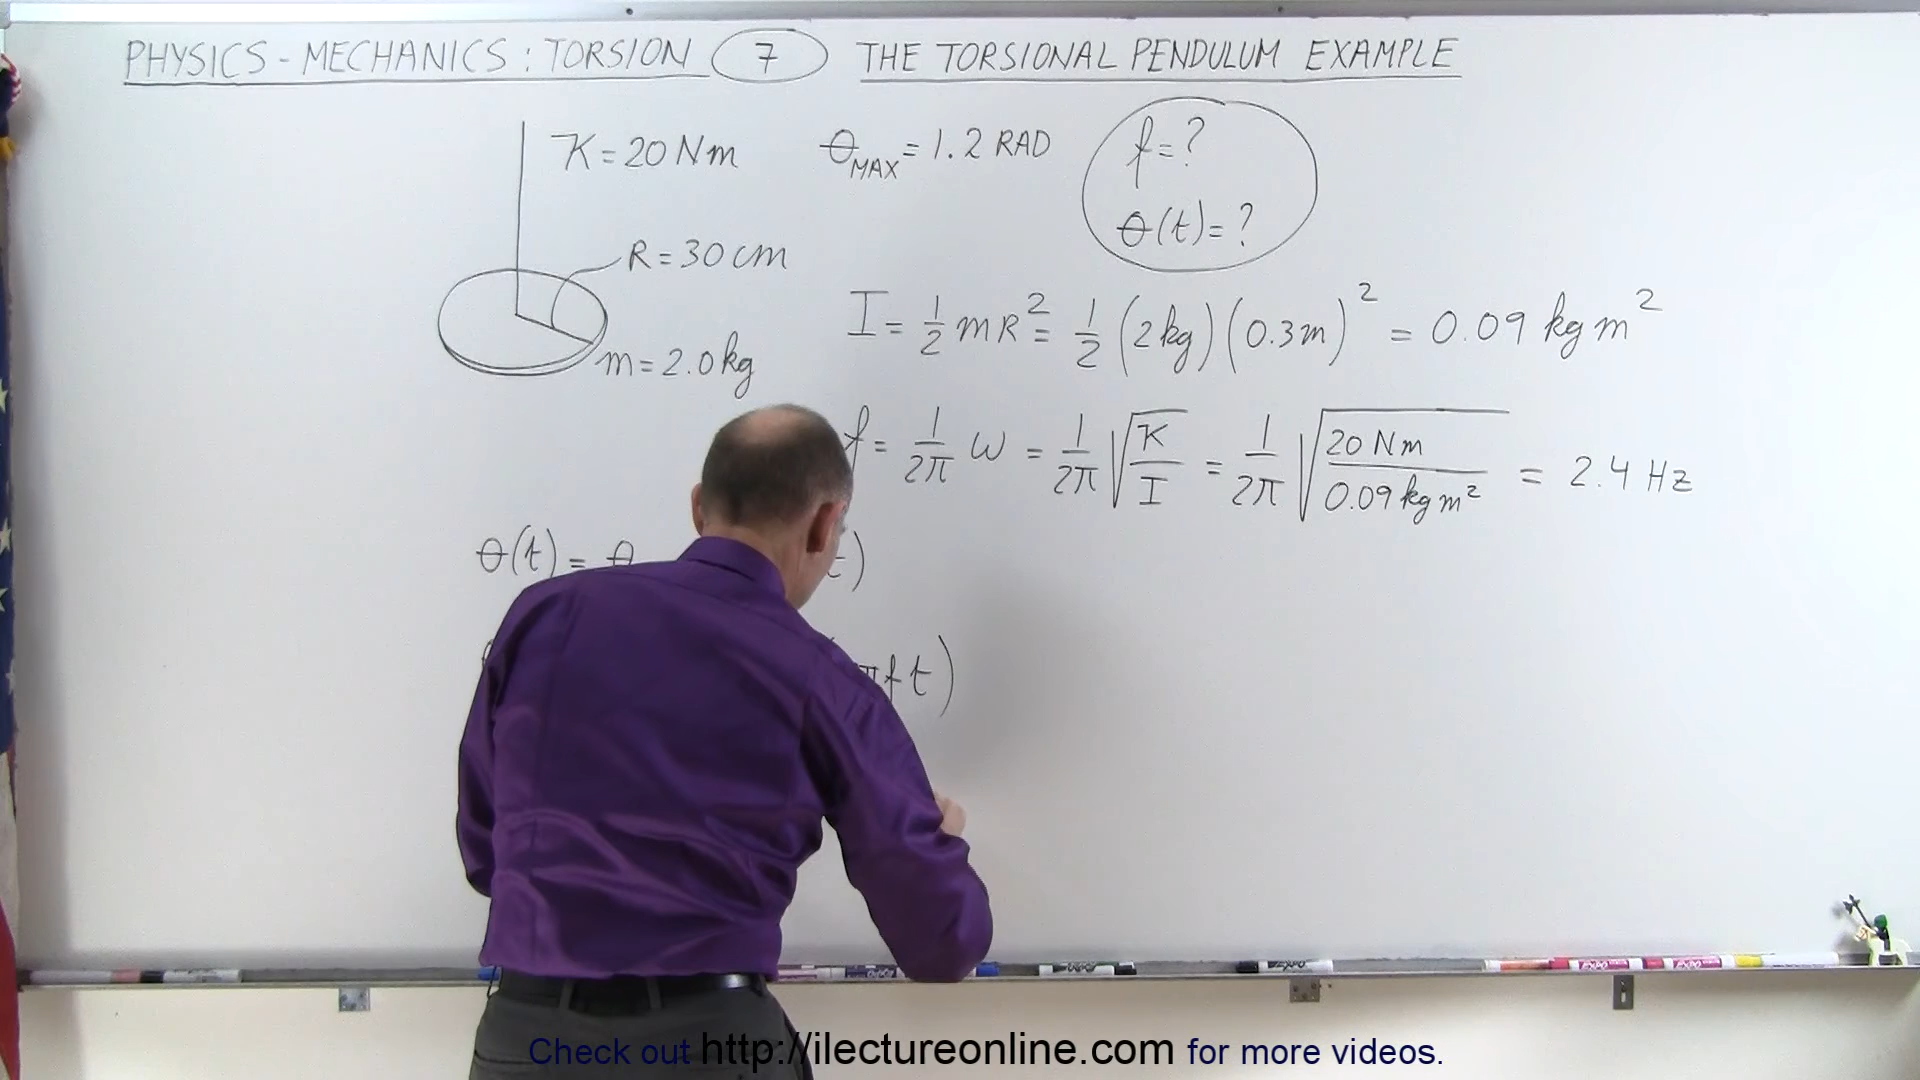 PHYSICS - MECHANICS : TORSION 7 THE TORSIONAL PENDULUM EXAMPLE
K = 20 Nm
θMAX = 1.2 RAD
f = ?
θ(t) = ?
R = 30 cm
m = 2.0 kg
I = 1/2 mR² = 1/2 (2 kg)(0.3 m)² = 0.09 kg m²
f = 1/2π ω = 1/2π √(K/I) = 1/2π √(20 Nm/0.09 kg m²) = 2.4 Hz
θ(t) = θ t)
πft)
Check out http://ilectureonline.com for more videos.